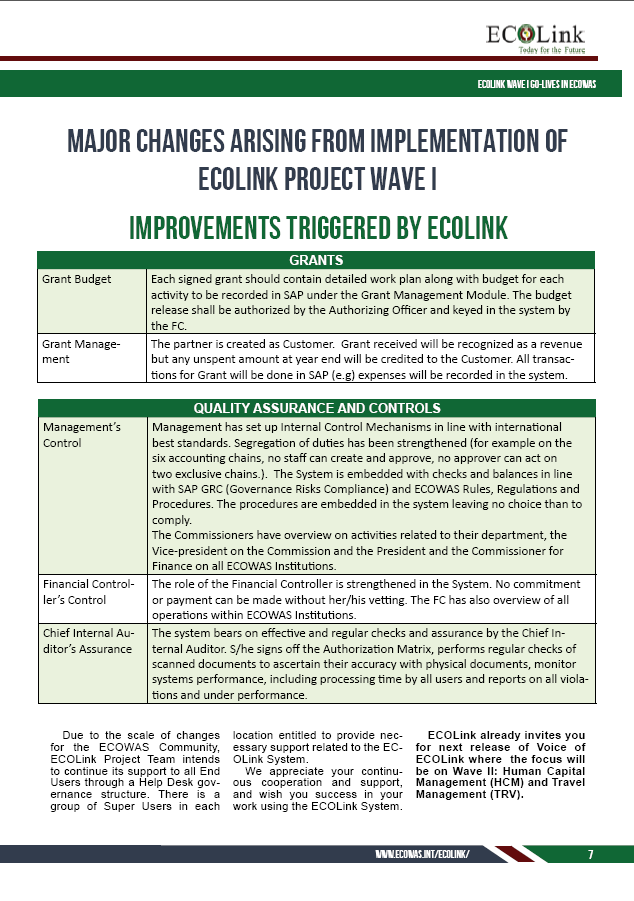 ECOLink
Today for the Future
ECOLINK WAVE I GO-LIVES IN ECOWAS
MAJOR CHANGES ARISING FROM IMPLEMENTATION OF
ECOLINK PROJECT WAVE I
IMPROVEMENTS TRIGGERED BY ECOLINK
GRANTS
Grant Budget
Each signed grant should contain detailed work plan along with budget for each
activity to be recorded in SAP under the Grant Management Module. The budget
release shall be authorized by the Authorizing Officer and keyed in the system by
the FC.
Grant Manage-
ment
The partner is created as Customer.  Grant received will be recognized as a revenue
but any unspent amount at year end will be credited to the Customer. All transac-
tions for Grant will be done in SAP (e.g) expenses will be recorded in the system.
QUALITY ASSURANCE AND CONTROLS
Management's
Control
Management has set up Internal Control Mechanisms in line with international
best standards. Segregation of duties has been strengthened (for example on the
six accounting chains, no staff can create and approve, no approver can act on
two exclusive chains.).  The System is embedded with checks and balances in line
with SAP GRC (Governance Risks Compliance) and ECOWAS Rules, Regulations and
Procedures. The procedures are embedded in the system leaving no choice than to
comply.
The Commissioners have overview on activities related to their department, the
Vice-president on the Commission and the President and the Commissioner for
Finance on all ECOWAS Institutions.
Financial Control-
ler's Control
The role of the Financial Controller is strengthened in the System. No commitment
or payment can be made without her/his vetting. The FC has also overview of all
operations within ECOWAS Institutions.
Chief Internal Au-
ditor's Assurance
The system bears on effective and regular checks and assurance by the Chief In-
ternal Auditor. S/he signs off the Authorization Matrix, performs regular checks of
scanned documents to ascertain their accuracy with physical documents, monitor
systems performance, including processing time by all users and reports on all viola-
tions and under performance.
Due to the scale of changes
for the ECOWAS Community,
ECOLink Project Team intends
to continue its support to all End
Users through a Help Desk gov-
ernance structure. There is a
group of Super Users in each
location entitled to provide nec-
essary support related to the EC-
OLink System.
We appreciate your continu-
ous cooperation and support,
and wish you success in your
work using the ECOLink System.
ECOLink already invites you
for next release of Voice of
ECOLink where  the focus will
be on Wave II: Human Capital
Management (HCM) and Travel
Management (TRV).
WWW.ECOWAS.INT/ECOLINK/
7